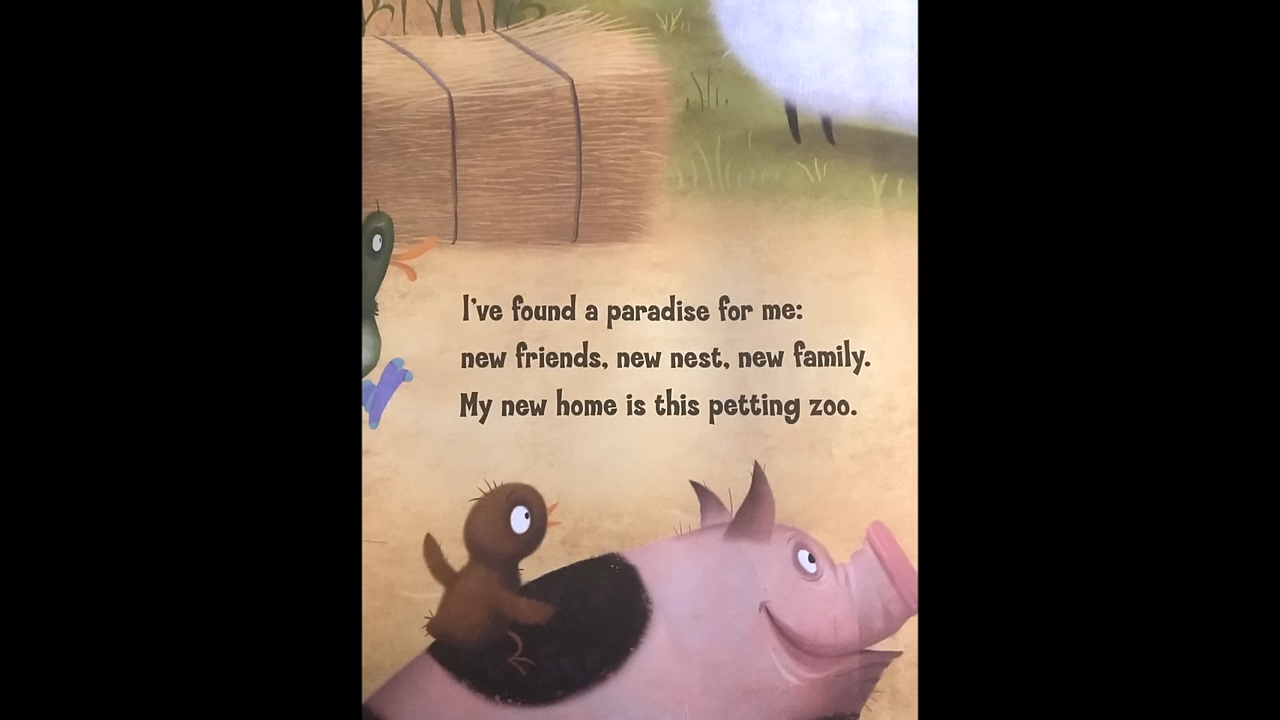 I've found a paradise for me:
new friends, new nest, new family.
My new home is this petting zoo.